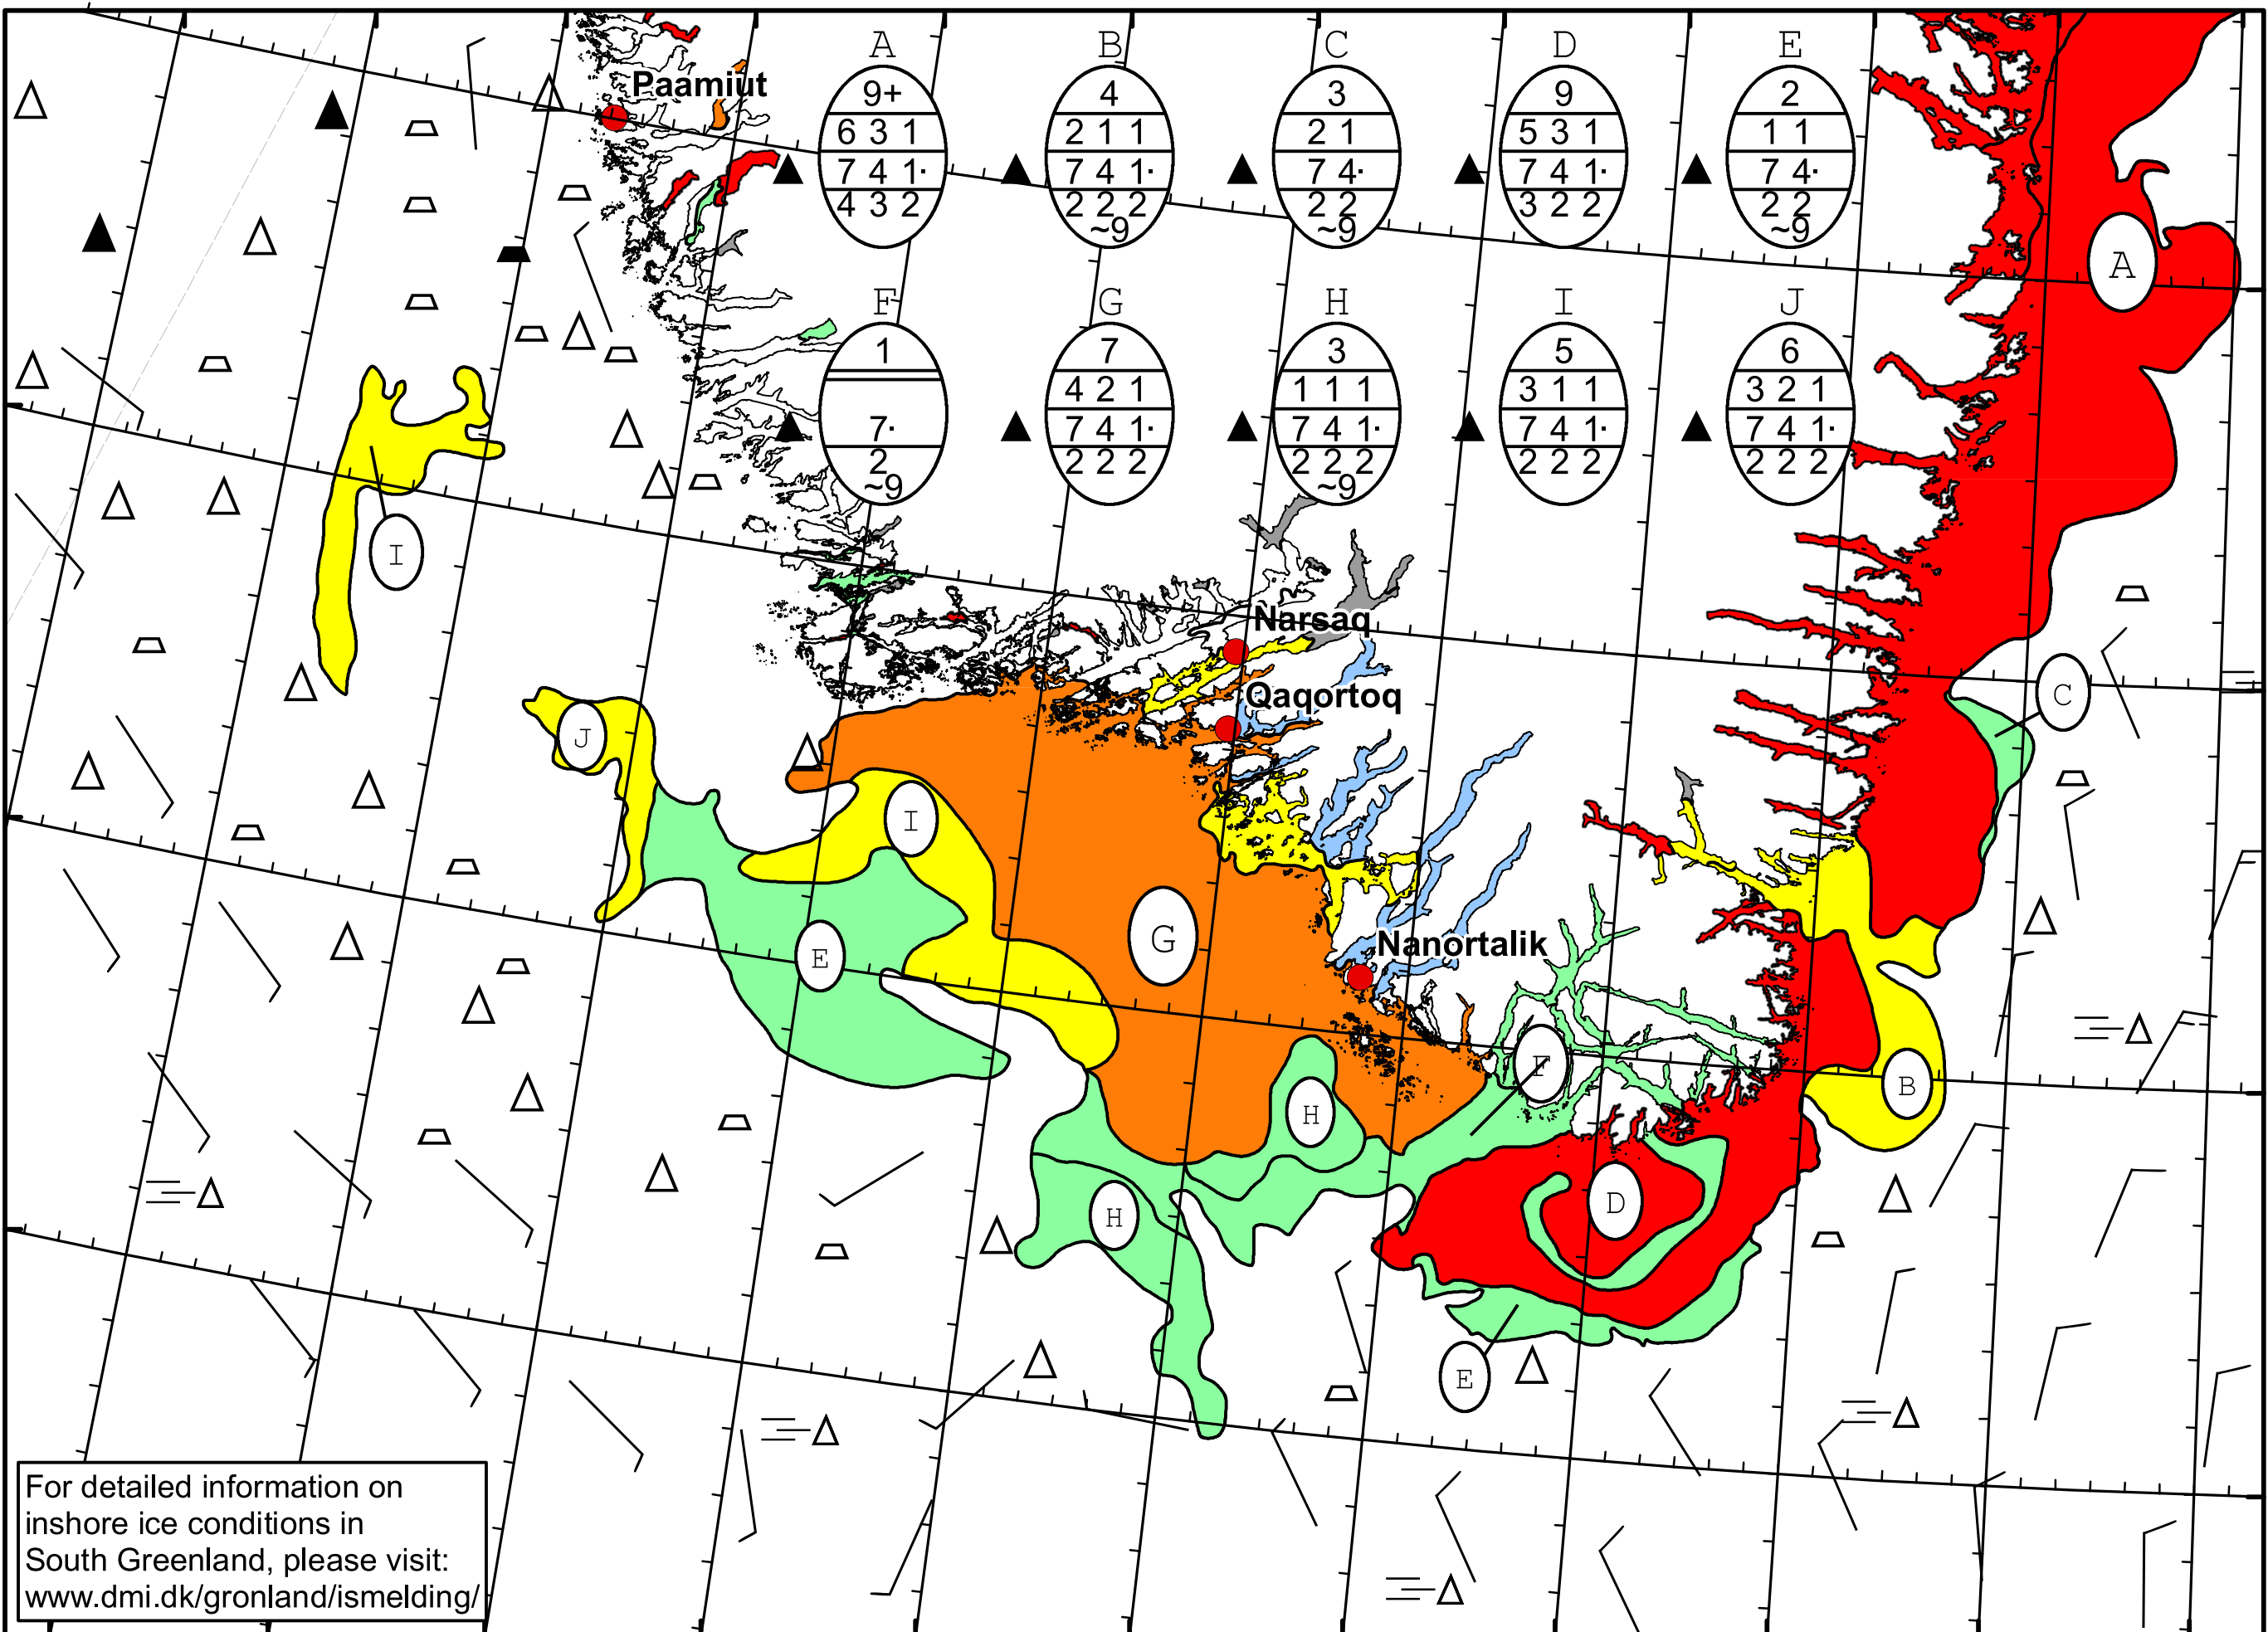 A B C D E
Paamiut
9+ 4 3 9 2
6 3 1 2 1 1 2 1 5 3 1 1 1
7 4 1· 7 4 1· 7 4· 7 4 1· 7 4·
4 3 2 2 2 2 2 2 3 2 2 2 2
~9 ~9 ~9
A
F G H I J
1 7 3 5 6
4 2 1 1 1 1 3 1 1 3 2 1
7· 7 4 1· 7 4 1· 7 4 1· 7 4 1·
2 2 2 2 2 2 2 2 2 2 2 2 2
~9 ~9
I
Narsaq
Qaqortoq
C
J
I
G
Nanortalik
E
F
B
H
D
H
E
For detailed information on
inshore ice conditions in
South Greenland, please visit:
www.dmi.dk/gronland/ismelding/